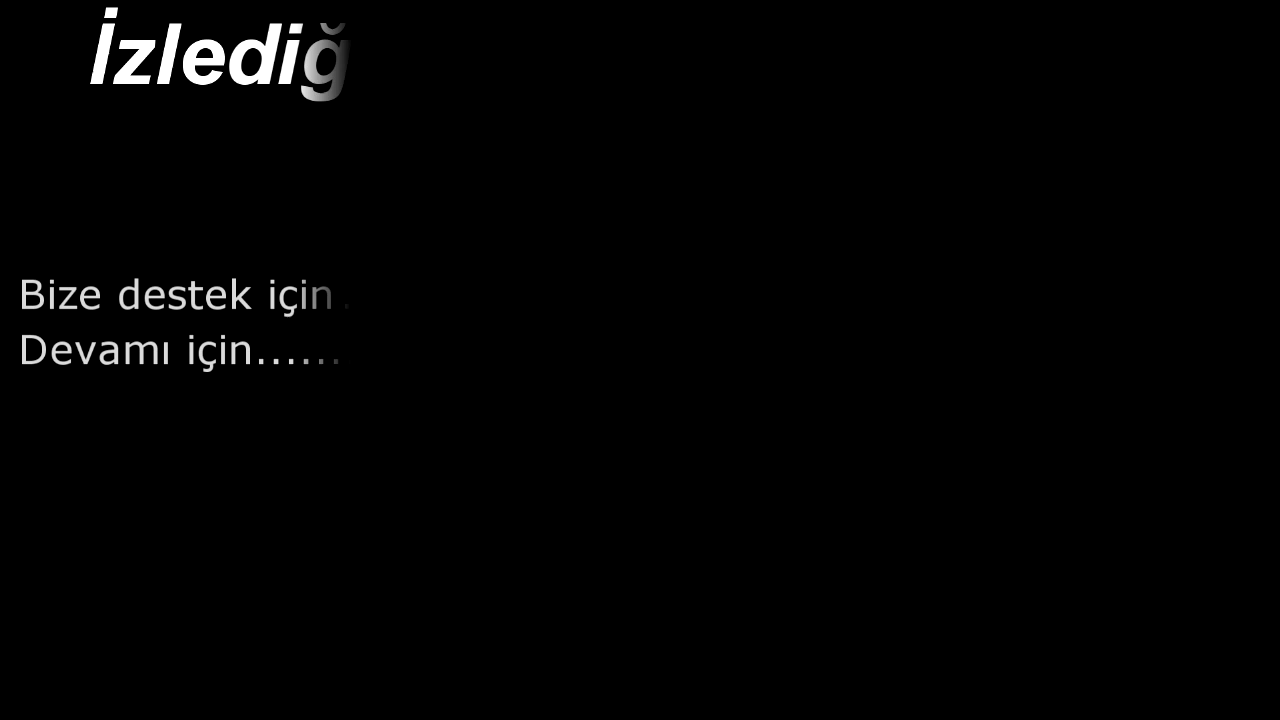 İzlediğ
Bize destek için .
Devamı için......